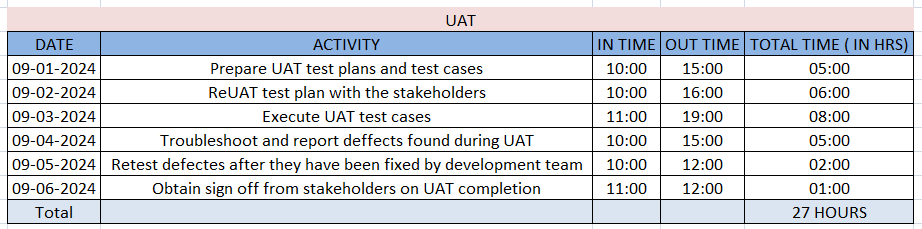 UAT
DATE ACTIVITY IN TIME OUT TIME TOTAL TIME ( IN HRS)
09-01-2024 Prepare UAT test plans and test cases 10:00 15:00 05:00
09-02-2024 ReUAT test plan with the stakeholders 10:00 16:00 06:00
09-03-2024 Execute UAT test cases 11:00 19:00 08:00
09-04-2024 Troubleshoot and report deffects found during UAT 10:00 15:00 05:00
09-05-2024 Retest defectes after they have been fixed by development team 10:00 12:00 02:00
09-06-2024 Obtain sign off from stakeholders on UAT completion 11:00 12:00 01:00
Total 27 HOURS